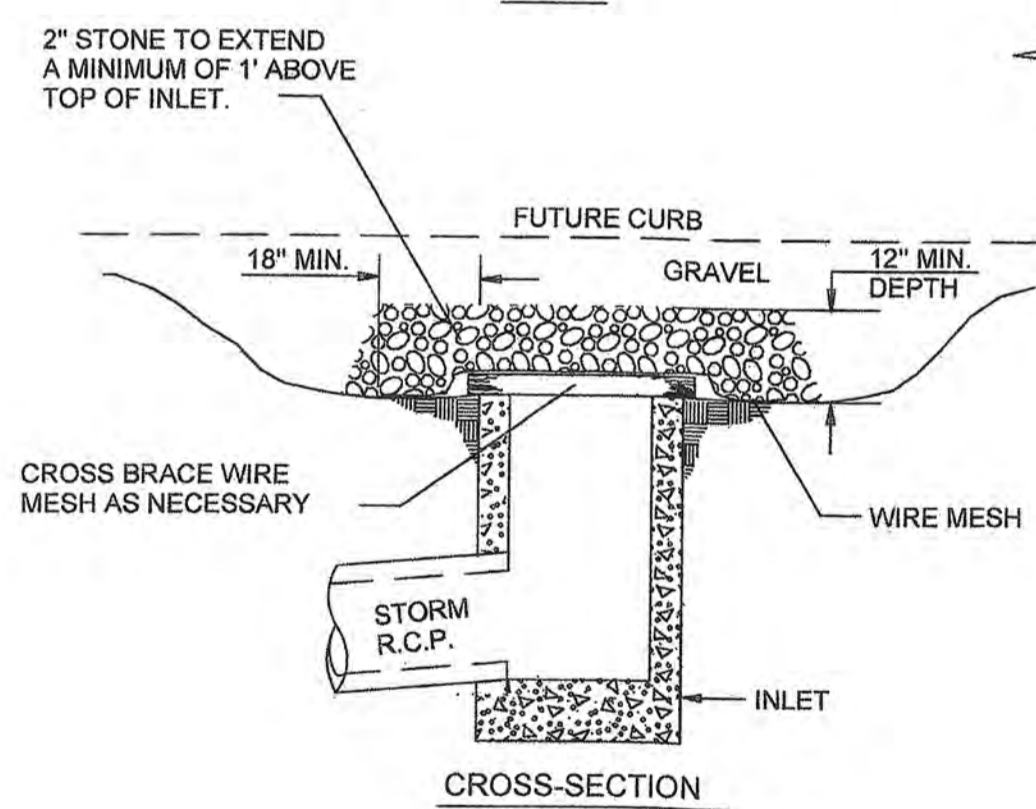 2" STONE TO EXTEND
A MINIMUM OF 1' ABOVE
TOP OF INLET.
FUTURE CURB
18" MIN.
GRAVEL
12" MIN.
DEPTH
CROSS BRACE WIRE
MESH AS NECESSARY
WIRE MESH
STORM
R.C.P.
INLET
CROSS-SECTION